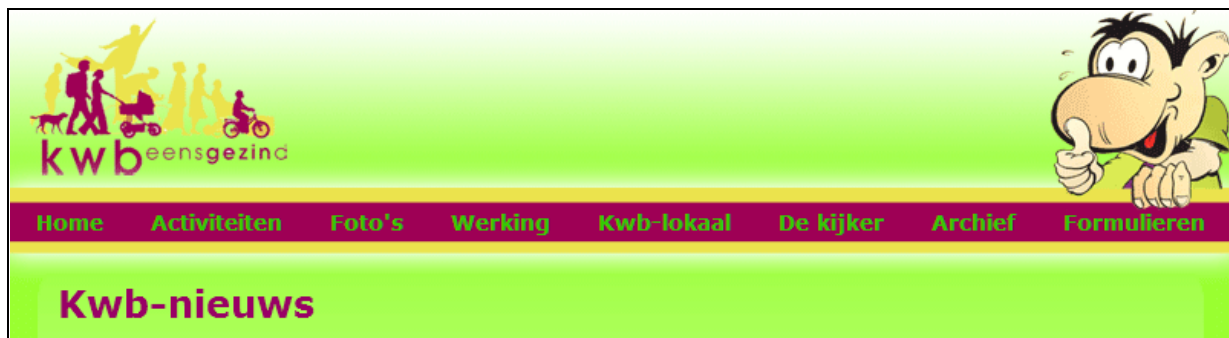 kwb eensgezind
Home Activiteiten Foto's Werking Kwb-lokaal De kijker Archief Formulieren
Kwb-nieuws